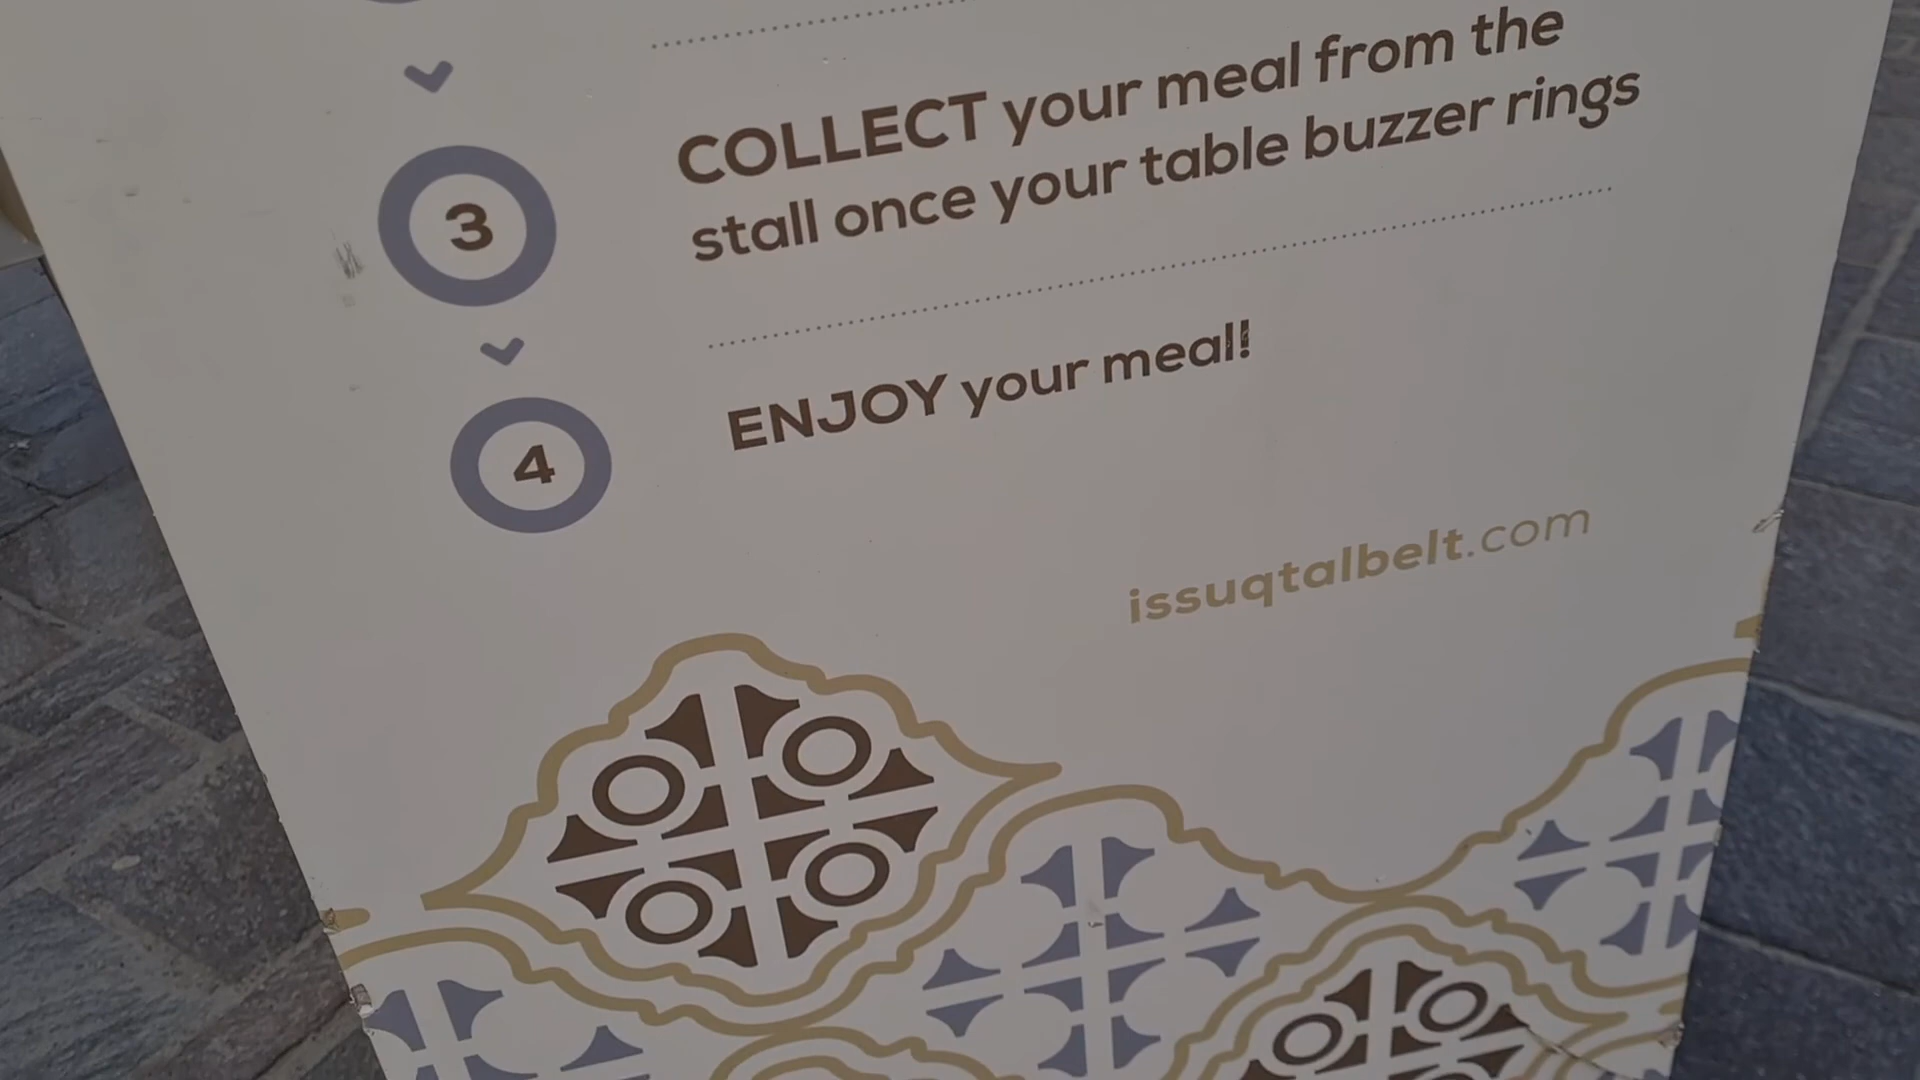 3
COLLECT your meal from the
stall once your table buzzer rings
4
ENJOY your meal!
issuqtalbelt.com